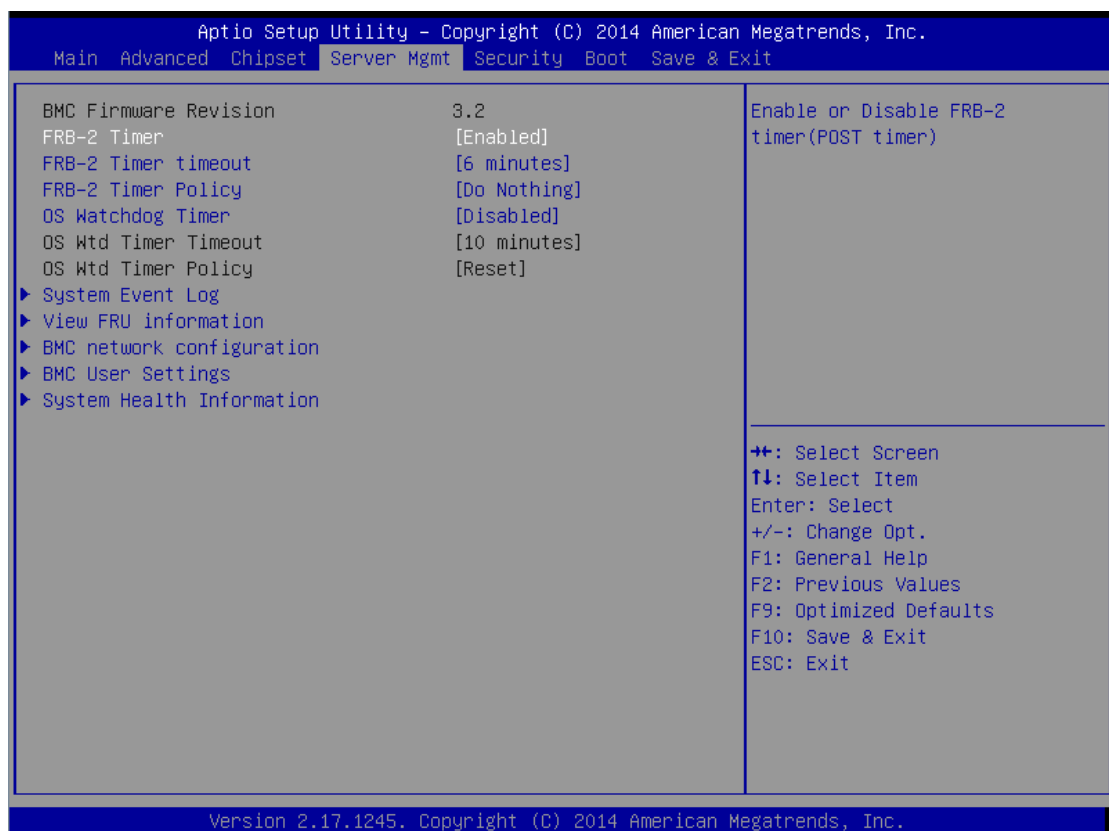 Aptio Setup Utility – Copyright (C) 2014 American Megatrends, Inc.
Main Advanced Chipset Server Mgmt Security Boot Save & Exit
BMC Firmware Revision 3.2
FRB-2 Timer [Enabled]
FRB-2 Timer timeout [6 minutes]
FRB-2 Timer Policy [Do Nothing]
OS Watchdog Timer [Disabled]
OS Wtd Timer Timeout [10 minutes]
OS Wtd Timer Policy [Reset]
System Event Log
View FRU information
BMC network configuration
BMC User Settings
System Health Information
Enable or Disable FRB-2
timer(POST timer)
→←: Select Screen
↑↓: Select Item
Enter: Select
+/-: Change Opt.
F1: General Help
F2: Previous Values
F9: Optimized Defaults
F10: Save & Exit
ESC: Exit
Version 2.17.1245. Copyright (C) 2014 American Megatrends, Inc.